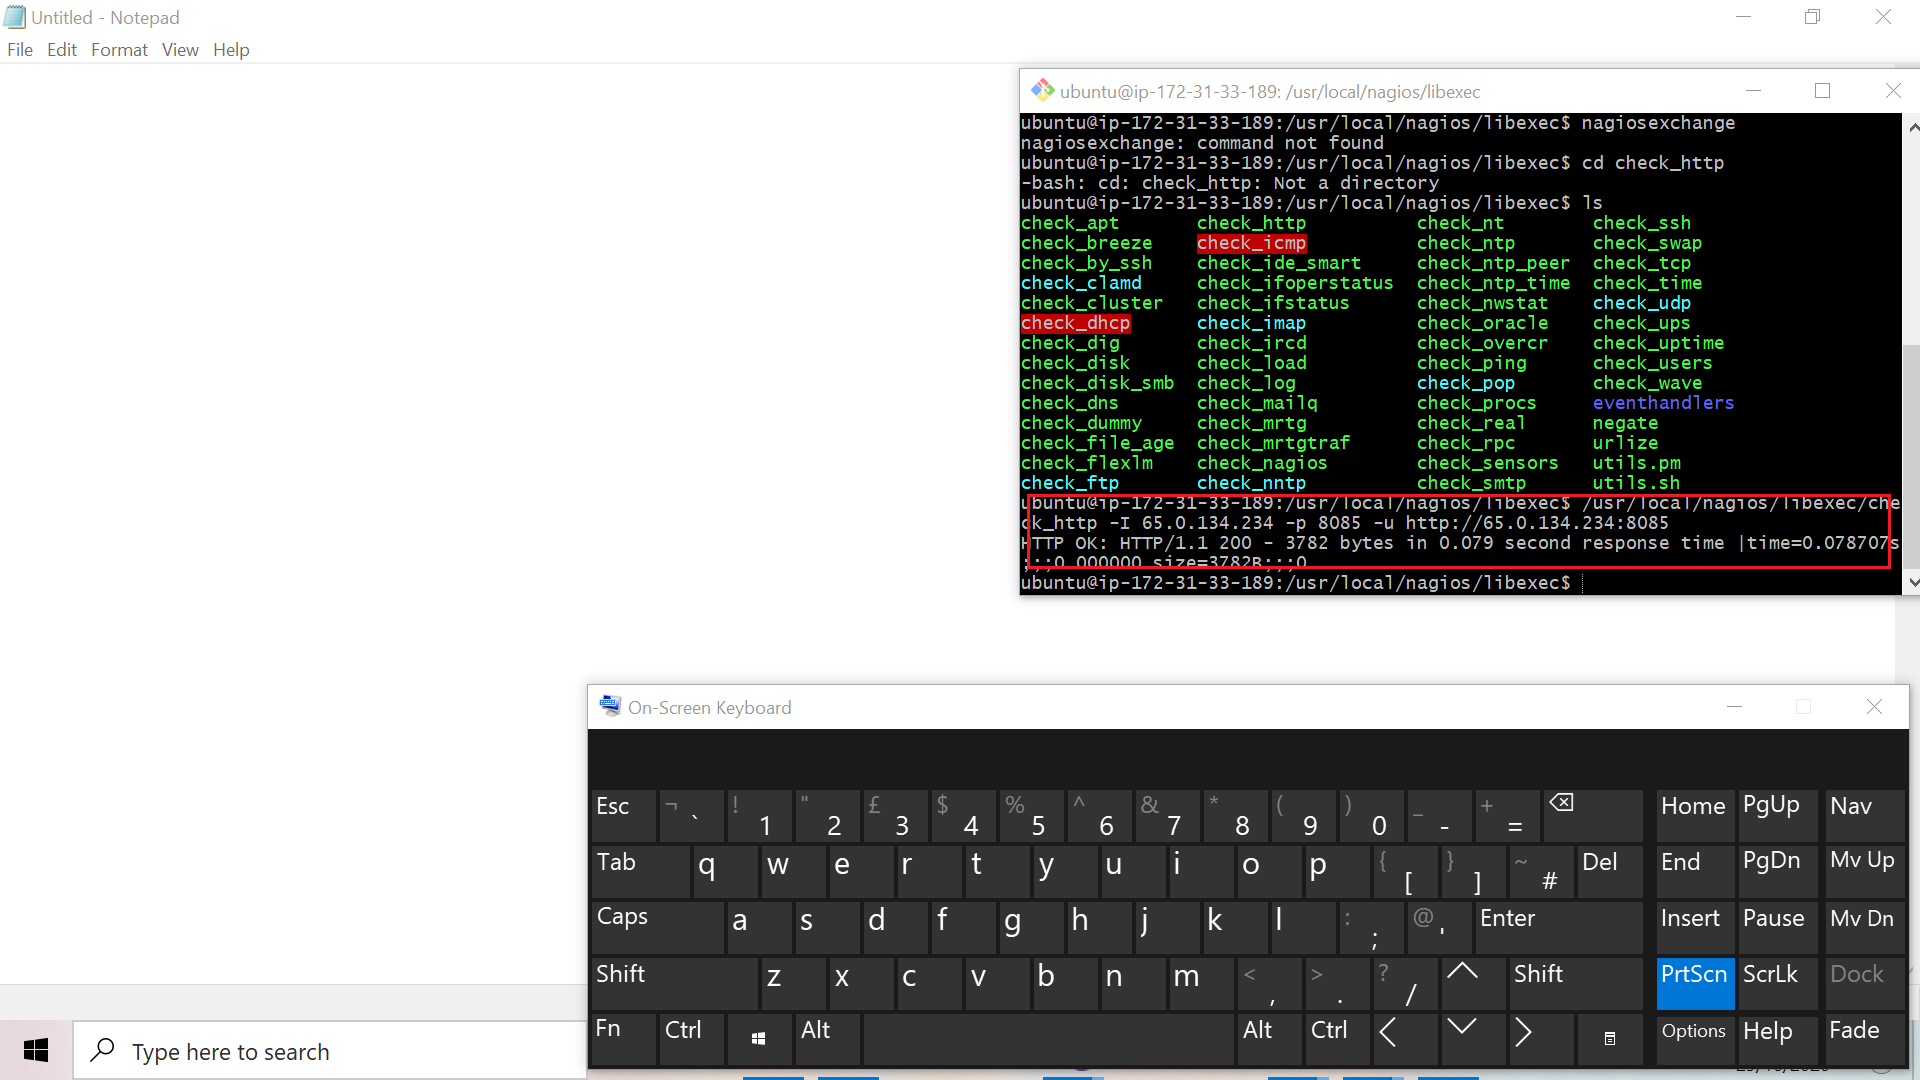 Untitled - Notepad
File Edit Format View Help
ubuntu@ip-172-31-33-189: /usr/local/nagios/libexec
ubuntu@ip-172-31-33-189:/usr/local/nagios/libexec$ nagiosexchange
nagiosexchange: command not found
ubuntu@ip-172-31-33-189:/usr/local/nagios/libexec$ cd check_http
-bash: cd: check_http: Not a directory
ubuntu@ip-172-31-33-189:/usr/local/nagios/libexec$ ls
check_apt check_http check_nt check_ssh
check_breeze check_icmp check_ntp check_swap
check_by_ssh check_ide_smart check_ntp_peer check_tcp
check_clamd check_ifoperstatus check_ntp_time check_time
check_cluster check_ifstatus check_nwstat check_udp
check_dhcp check_imap check_oracle check_ups
check_dig check_ircd check_overcr check_uptime
check_disk check_load check_ping check_users
check_disk_smb check_log check_pop check_wave
check_dns check_mailq check_procs eventhandlers
check_dummy check_mrtg check_real negate
check_file_age check_mrtgtraf check_rpc urlize
check_flexlm check_nagios check_sensors utils.pm
check_ftp check_nntp check_smtp utils.sh
ubuntu@ip-172-31-33-189:/usr/local/nagios/libexec$ /usr/local/nagios/libexec/che
ck_http -I 65.0.134.234 -p 8085 -u http://65.0.134.234:8085
HTTP OK: HTTP/1.1 200 - 3782 bytes in 0.079 second response time |time=0.078707s
;;;0.000000 size=3782B;;;0
ubuntu@ip-172-31-33-189:/usr/local/nagios/libexec$
On-Screen Keyboard
Esc ¬ ` ! 1 " 2 £ 3 $ 4 % 5 ^ 6 & 7 * 8 ( 9 ) 0 _ - + = Home PgUp Nav
Tab q w e r t y u i o p { [ } ] ~ # Del End PgDn Mv Up
Caps a s d f g h j k l : ; @ ' Enter Insert Pause Mv Dn
Shift z x c v b n m < , > . ? / Shift PrtScn ScrLk Dock
Fn Ctrl Alt Alt Ctrl Options Help Fade
Type here to search